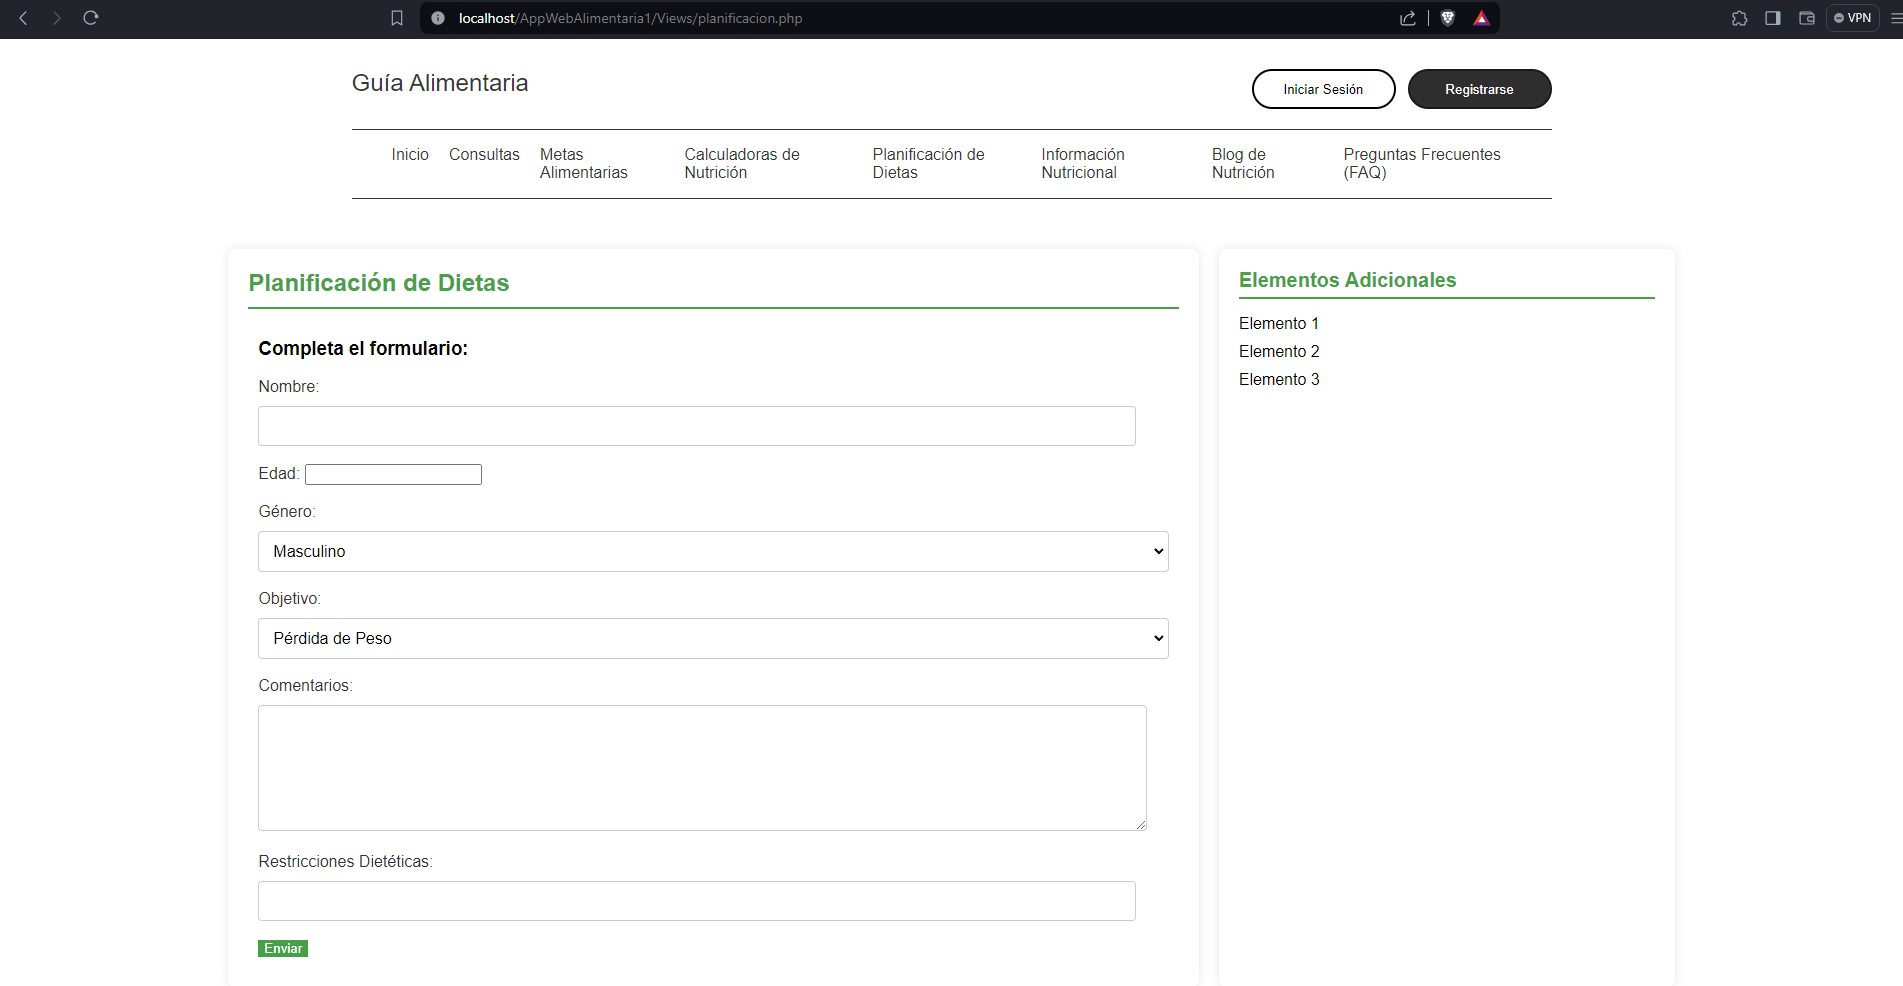 localhost/AppWebAlimentaria1/Views/planificacion.php
VPN
Guía Alimentaria
Iniciar Sesión
Registrarse
Inicio
Consultas
Metas
Alimentarias
Calculadoras de
Nutrición
Planificación de
Dietas
Información
Nutricional
Blog de
Nutrición
Preguntas Frecuentes
(FAQ)
Planificación de Dietas
Completa el formulario:
Nombre:
Edad:
Género:
Masculino
Objetivo:
Pérdida de Peso
Comentarios:
Restricciones Dietéticas:
Enviar
Elementos Adicionales
Elemento 1
Elemento 2
Elemento 3